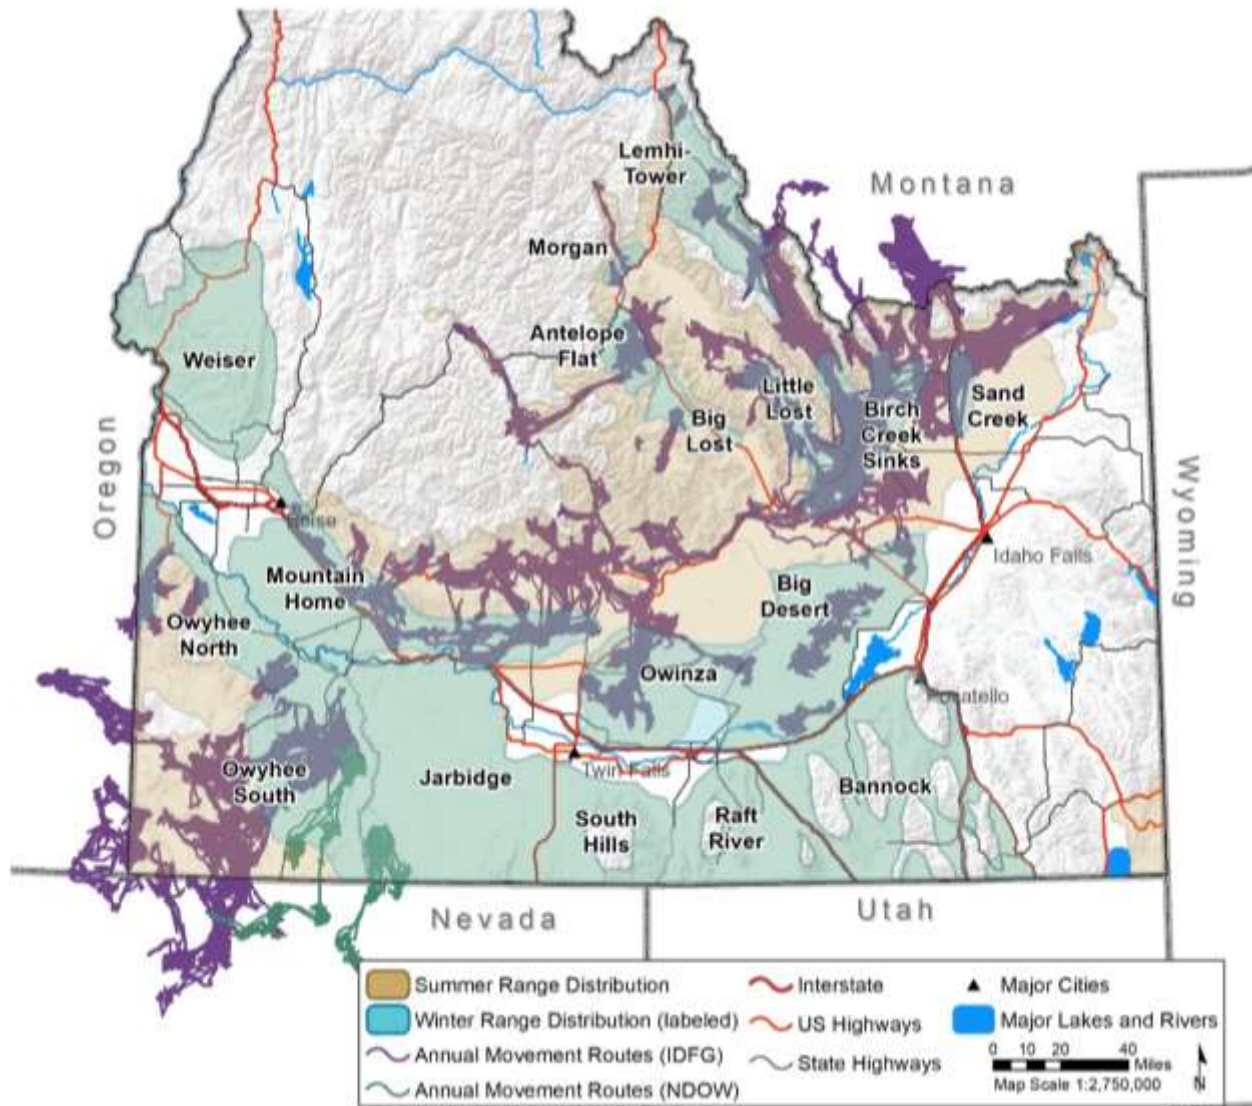 Lemhi-
Tower
Montana
Morgan
Antelope
Flat
Weiser
Little
Lost
Big
Lost
Birch
Creek
Sinks
Sand
Creek
Oregon
Wyoming
Boise
Idaho Falls
Mountain
Home
Big
Desert
Owyhee
North
Owinza
Pocatello
Owyhee
South
Jarbidge
Twin Falls
Bannock
South
Hills
Raft
River
Nevada
Utah
Summer Range Distribution
Winter Range Distribution (labeled)
Annual Movement Routes (IDFG)
Annual Movement Routes (NDOW)
Interstate
US Highways
State Highways
Major Cities
Major Lakes and Rivers
0 10 20 40
Miles
Map Scale 1:2,750,000
N